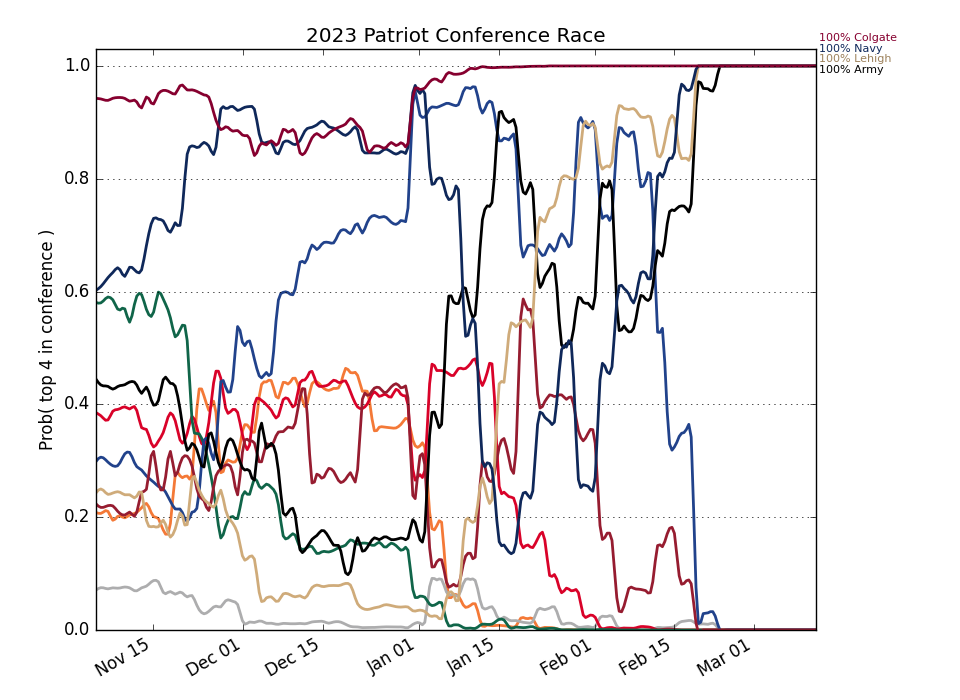 2023 Patriot Conference Race
100% Colgate
100% Navy
100% Lehigh
100% Army
Prob( top 4 in conference )
1.0
0.8
0.6
0.4
0.2
0.0
Nov 15
Dec 01
Dec 15
Jan 01
Jan 15
Feb 01
Feb 15
Mar 01